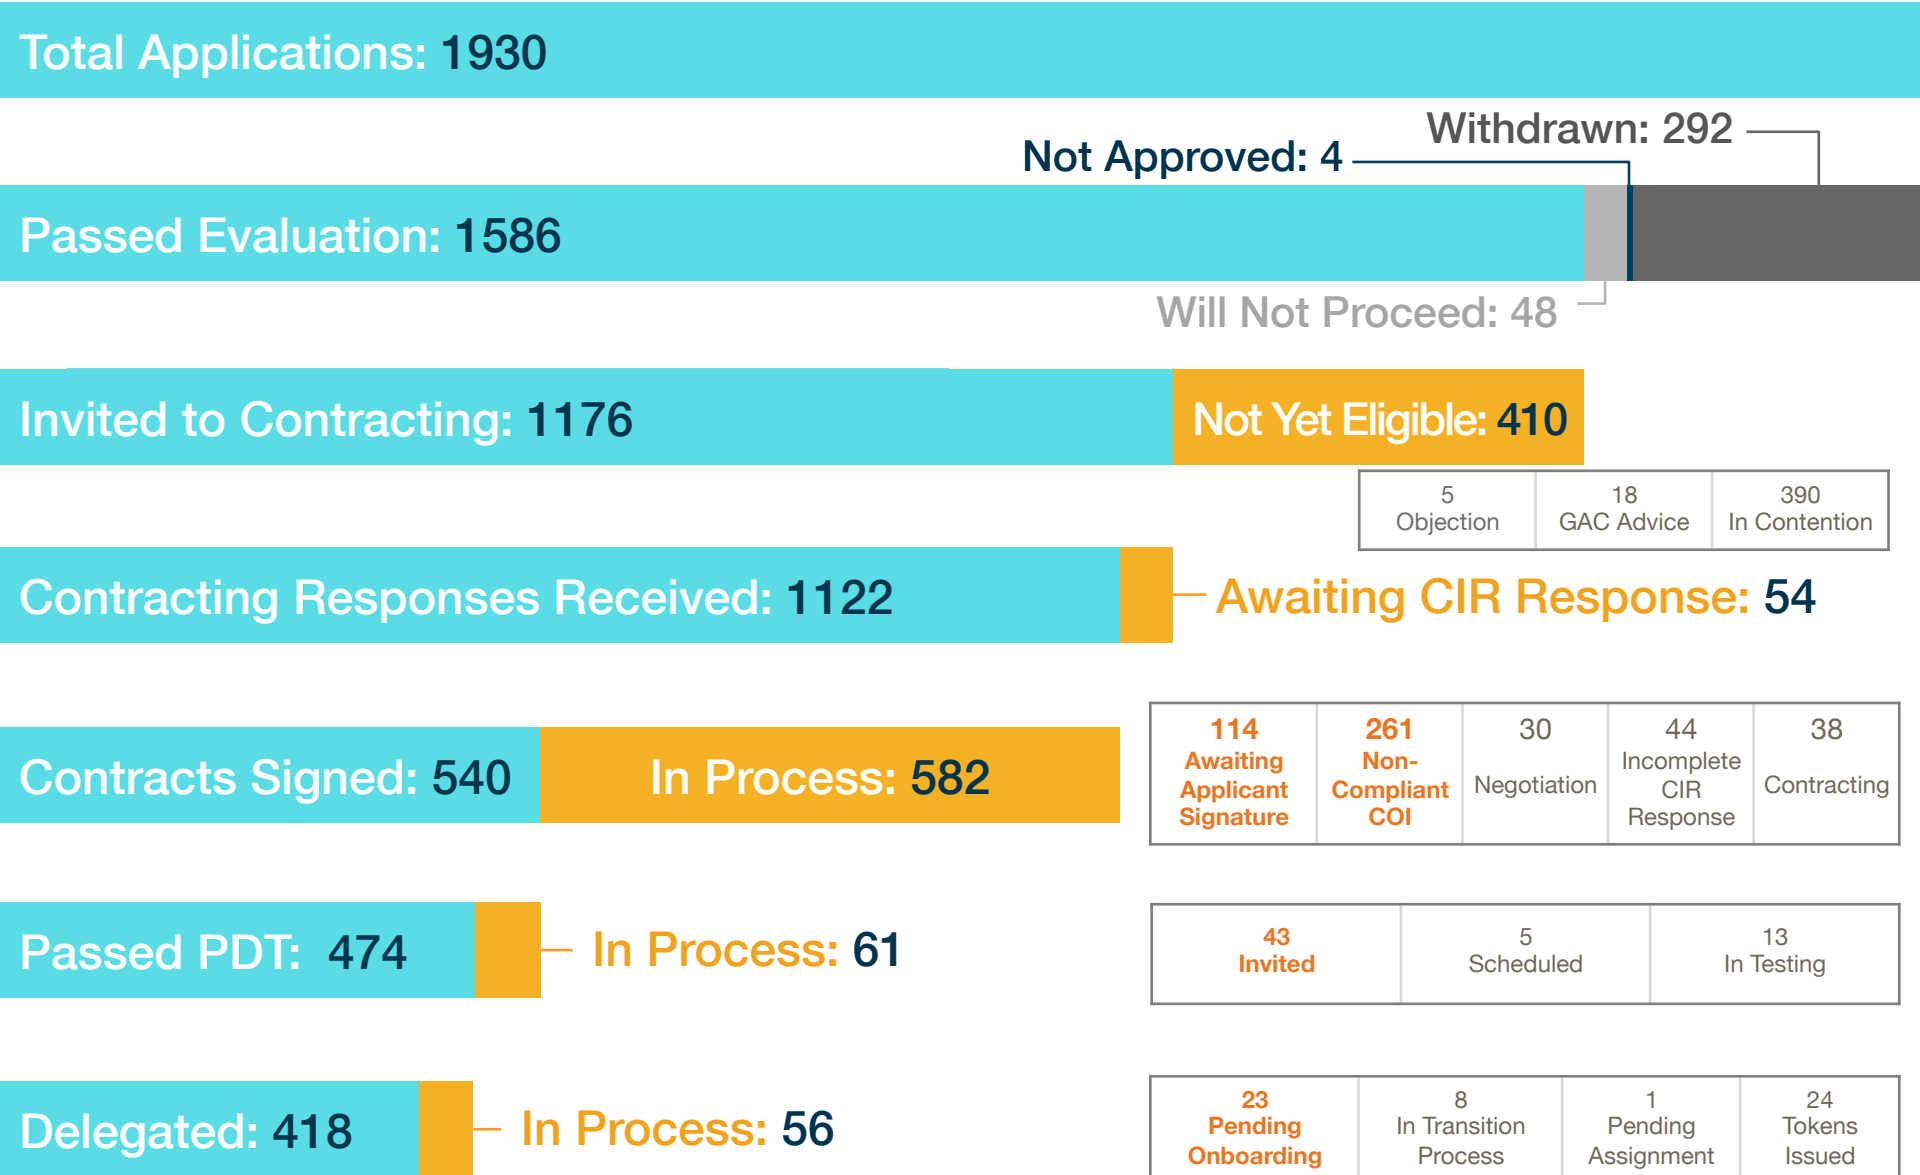 Total Applications: 1930
Withdrawn: 292
Not Approved: 4
Passed Evaluation: 1586
Will Not Proceed: 48
Invited to Contracting: 1176
Not Yet Eligible: 410
5
Objection
18
GAC Advice
390
In Contention
Contracting Responses Received: 1122
Awaiting CIR Response: 54
Contracts Signed: 540
In Process: 582
114
Awaiting
Applicant
Signature
261
Non-
Compliant
COI
30
Negotiation
44
Incomplete
CIR
Response
38
Contracting
Passed PDT: 474
In Process: 61
43
Invited
5
Scheduled
13
In Testing
Delegated: 418
In Process: 56
23
Pending
Onboarding
8
In Transition
Process
1
Pending
Assignment
24
Tokens
Issued